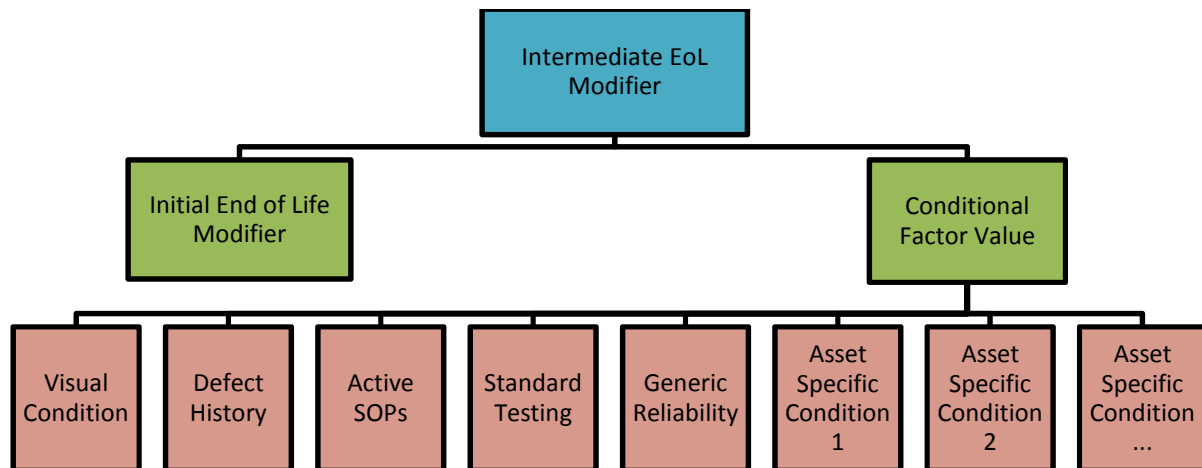 Intermediate EoL
Modifier
Initial End of Life
Modifier
Conditional
Factor Value
Visual
Condition
Defect
History
Active
SOPs
Standard
Testing
Generic
Reliability
Asset
Specific
Condition
1
Asset
Specific
Condition
2
Asset
Specific
Condition
...